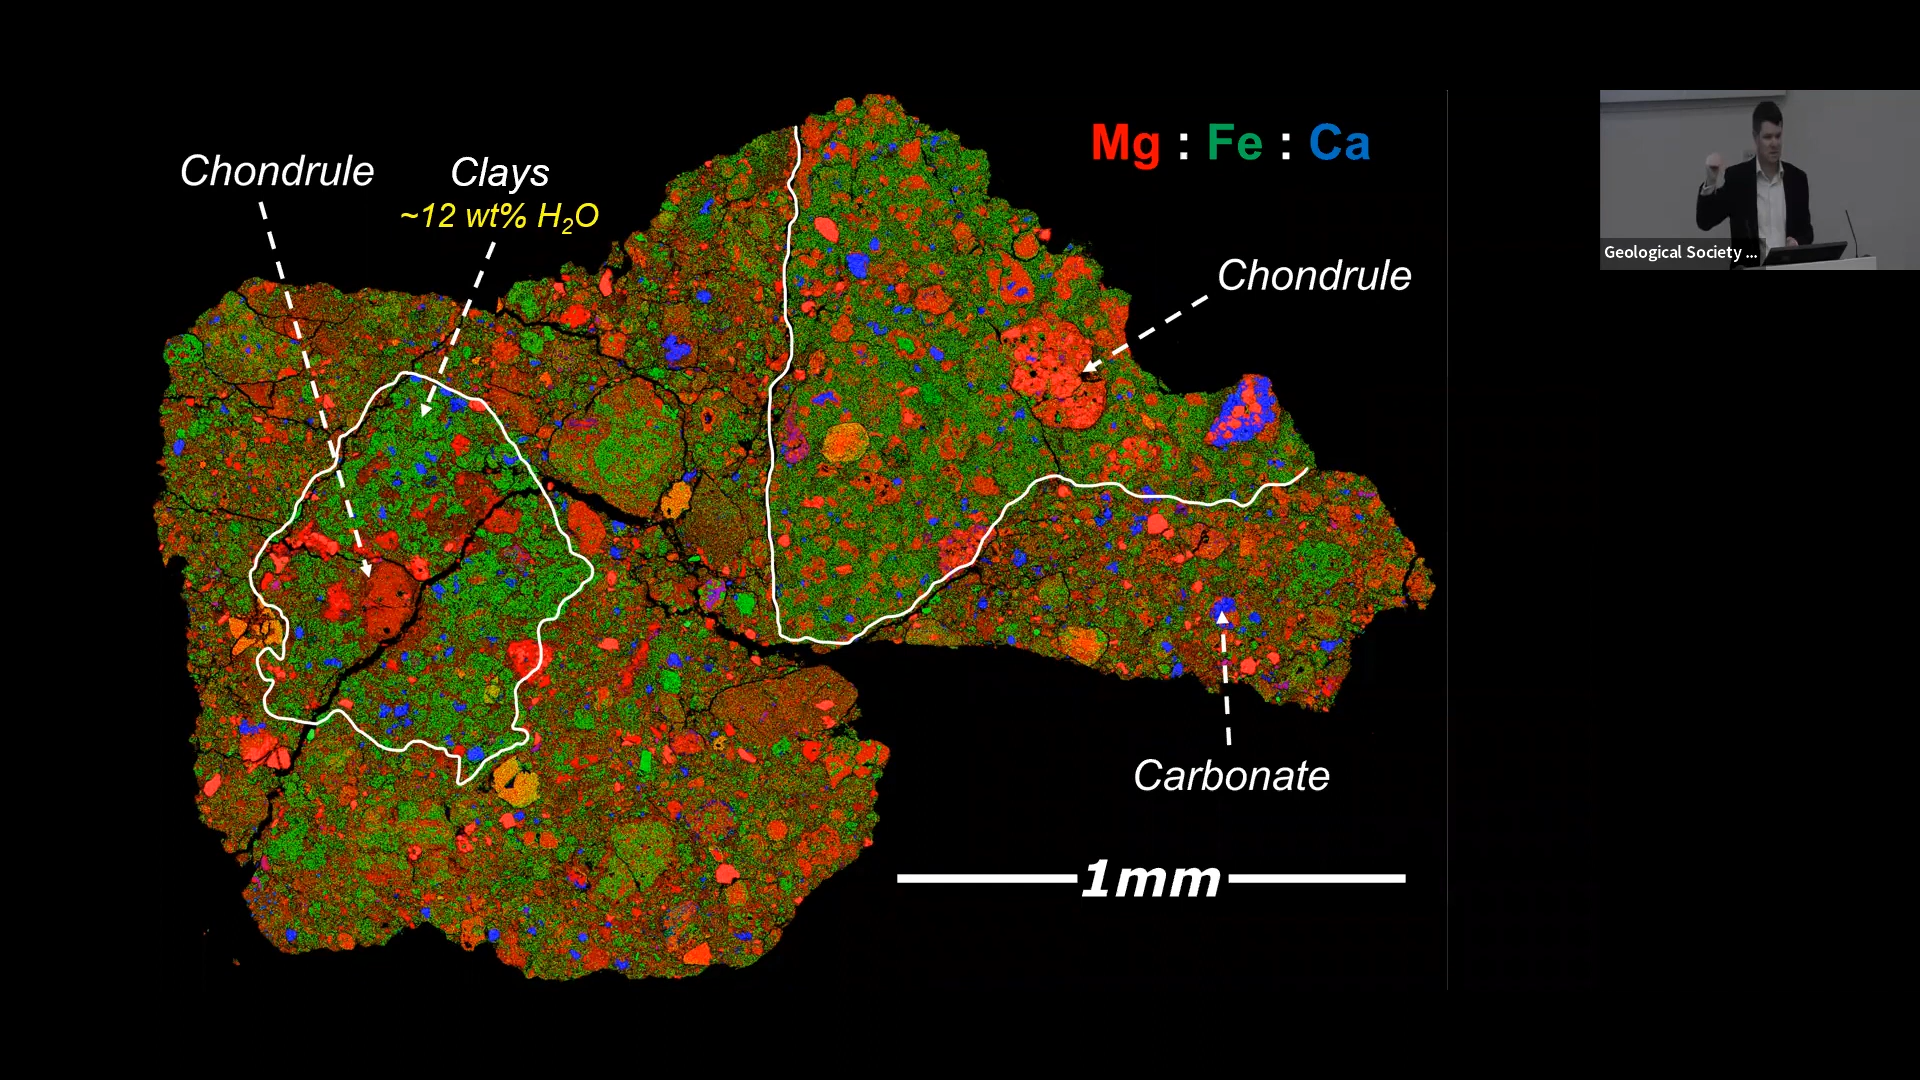 Mg : Fe : Ca
Chondrule
Clays
~12 wt% H₂O
Chondrule
Geological Society ...
Carbonate
1mm